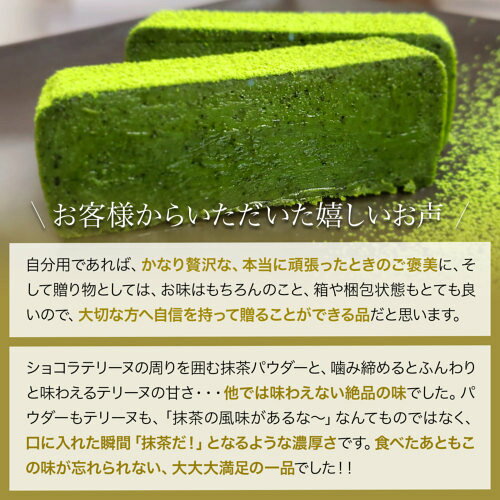 \ お客様からいただいた嬉しいお声 /
自分用であれば、かなり贅沢な、本当に頑張ったときのご褒美に、そ
して贈り物としては、お味はもちろんのこと、箱や梱包状態もとても良
いので、大切な方へ自信を持って贈ることができる品だと思います。
ショコラテリーヌの周りを囲む抹茶パウダーと、噛み締めるとふんわり
と味わえるテリーヌの甘さ・・・他では味わえない絶品の味でした。パ
ウダーもテリーヌも、「抹茶の風味があるな〜」なんてものではなく、
口に入れた瞬間「抹茶だ!」となるような濃厚さです。食べたあともこ
の味が忘れられない、大大大満足の一品でした!!